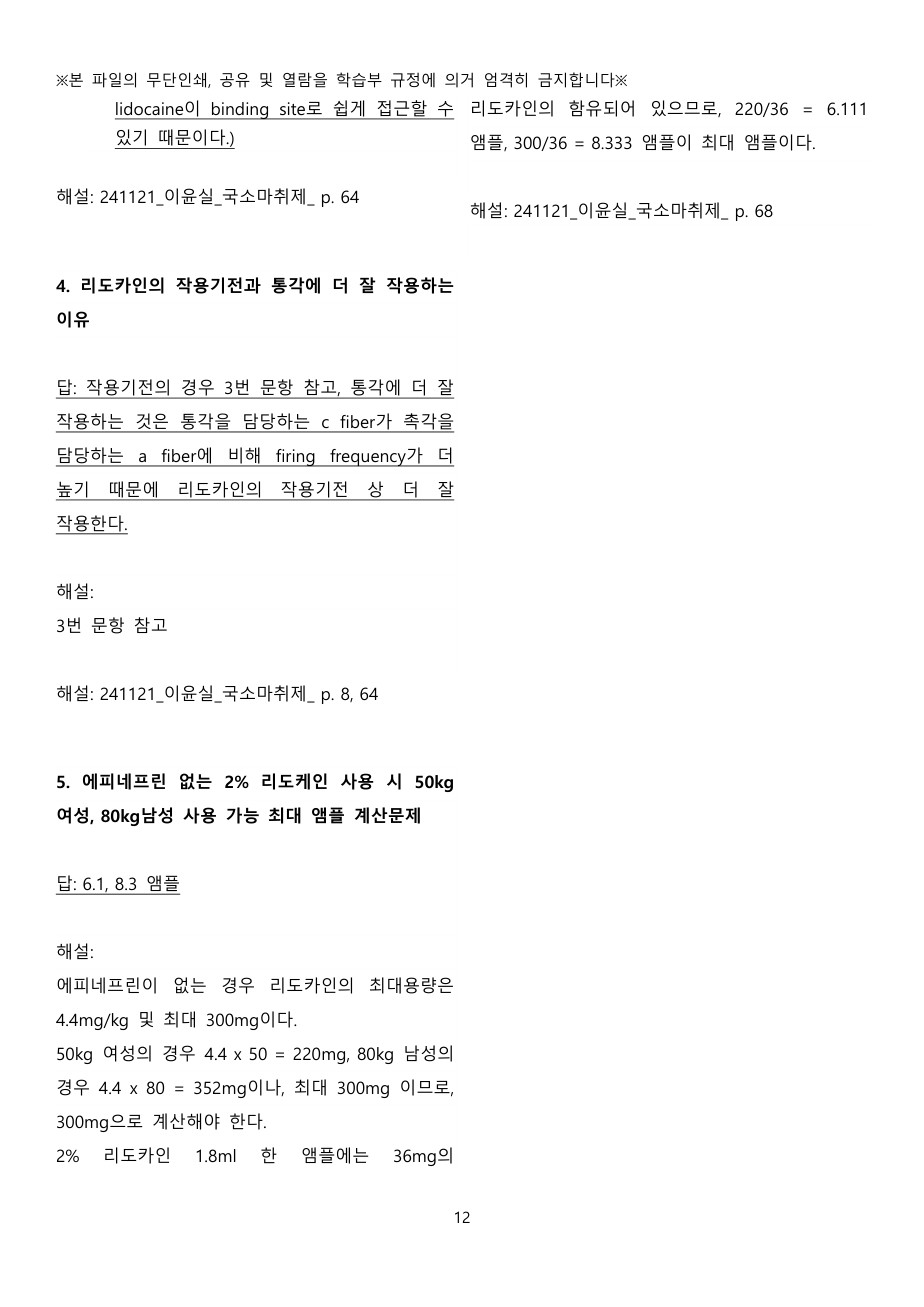 ※본 파일의 무단인쇄, 공유 및 열람을 학습부 규정에 의거 엄격히 금지합니다※
lidocaine이 binding site로 쉽게 접근할 수
있기 때문이다.)
해설: 241121_이윤실_국소마취제_ p. 64
4. 리도카인의 작용기전과 통각에 더 잘 작용하는
이유
답: 작용기전의 경우 3번 문항 참고, 통각에 더 잘
작용하는 것은 통각을 담당하는 c fiber가 촉각을
담당하는 a fiber에 비해 firing frequency가 더
높기 때문에 리도카인의 작용기전 상 더 잘
작용한다.
해설:
3번 문항 참고
해설: 241121_이윤실_국소마취제_ p. 8, 64
5. 에피네프린 없는 2% 리도케인 사용 시 50kg
여성, 80kg남성 사용 가능 최대 앰플 계산문제
답: 6.1, 8.3 앰플
해설:
에피네프린이 없는 경우 리도카인의 최대용량은
4.4mg/kg 및 최대 300mg이다.
50kg 여성의 경우 4.4 x 50 = 220mg, 80kg 남성의
경우 4.4 x 80 = 352mg이나, 최대 300mg 이므로,
300mg으로 계산해야 한다.
2% 리도카인 1.8ml 한 앰플에는 36mg의
리도카인의 함유되어 있으므로, 220/36 = 6.111
앰플, 300/36 = 8.333 앰플이 최대 앰플이다.
해설: 241121_이윤실_국소마취제_ p. 68
12